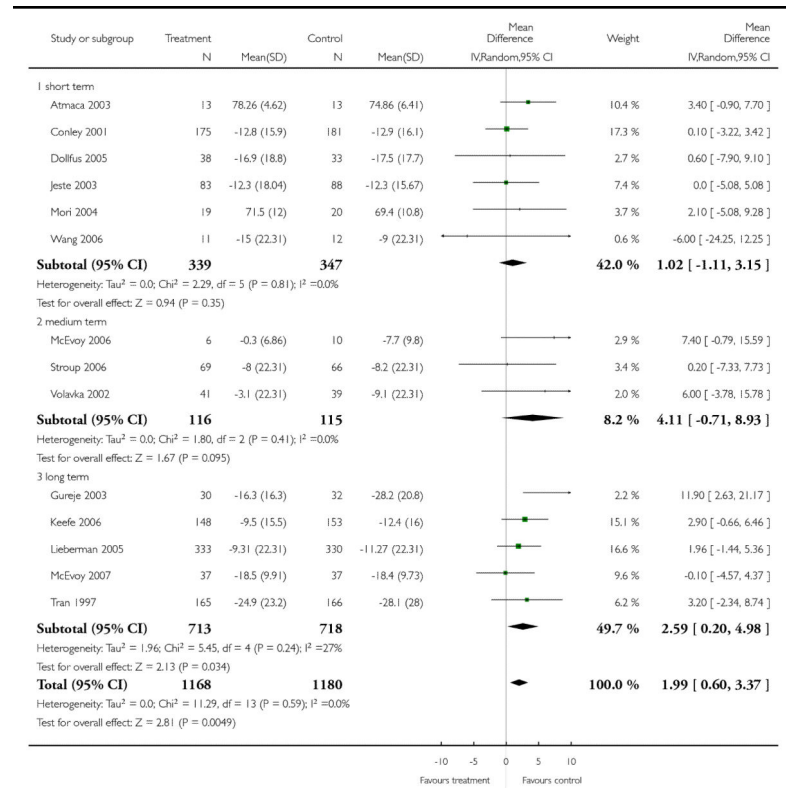 Mean Mean
Study or subgroup Treatment Control Difference Weight Difference
N Mean(SD) N Mean(SD) IV,Random,95% CI IV,Random,95% CI
1 short term
Atmaca 2003 13 78.26 (4.62) 13 74.86 (6.41) 10.4 % 3.40 [ -0.90, 7.70 ]
Conley 2001 175 -12.8 (15.9) 181 -12.9 (16.1) 17.3 % 0.10 [ -3.22, 3.42 ]
Dollfus 2005 38 -16.9 (18.8) 33 -17.5 (17.7) 2.7 % 0.60 [ -7.90, 9.10 ]
Jeste 2003 83 -12.3 (18.04) 88 -12.3 (15.67) 7.4 % 0.0 [ -5.08, 5.08 ]
Mori 2004 19 71.5 (12) 20 69.4 (10.8) 3.7 % 2.10 [ -5.08, 9.28 ]
Wang 2006 11 -15 (22.31) 12 -9 (22.31) 0.6 % -6.00 [ -24.25, 12.25 ]
Subtotal (95% CI) 339 347 42.0 % 1.02 [ -1.11, 3.15 ]
Heterogeneity: Tau² = 0.0; Chi² = 2.29, df = 5 (P = 0.81); I² =0.0%
Test for overall effect: Z = 0.94 (P = 0.35)
2 medium term
McEvoy 2006 6 -0.3 (6.86) 10 -7.7 (9.8) 2.9 % 7.40 [ -0.79, 15.59 ]
Stroup 2006 69 -8 (22.31) 66 -8.2 (22.31) 3.4 % 0.20 [ -7.33, 7.73 ]
Volavka 2002 41 -3.1 (22.31) 39 -9.1 (22.31) 2.0 % 6.00 [ -3.78, 15.78 ]
Subtotal (95% CI) 116 115 8.2 % 4.11 [ -0.71, 8.93 ]
Heterogeneity: Tau² = 0.0; Chi² = 1.80, df = 2 (P = 0.41); I² =0.0%
Test for overall effect: Z = 1.67 (P = 0.095)
3 long term
Gureje 2003 30 -16.3 (16.3) 32 -28.2 (20.8) 2.2 % 11.90 [ 2.63, 21.17 ]
Keefe 2006 148 -9.5 (15.5) 153 -12.4 (16) 15.1 % 2.90 [ -0.66, 6.46 ]
Lieberman 2005 333 -9.31 (22.31) 330 -11.27 (22.31) 16.6 % 1.96 [ -1.44, 5.36 ]
McEvoy 2007 37 -18.5 (9.91) 37 -18.4 (9.73) 9.6 % -0.10 [ -4.57, 4.37 ]
Tran 1997 165 -24.9 (23.2) 166 -28.1 (28) 6.2 % 3.20 [ -2.34, 8.74 ]
Subtotal (95% CI) 713 718 49.7 % 2.59 [ 0.20, 4.98 ]
Heterogeneity: Tau² = 1.96; Chi² = 5.45, df = 4 (P = 0.24); I² =27%
Test for overall effect: Z = 2.13 (P = 0.034)
Total (95% CI) 1168 1180 100.0 % 1.99 [ 0.60, 3.37 ]
Heterogeneity: Tau² = 0.0; Chi² = 11.29, df = 13 (P = 0.59); I² =0.0%
Test for overall effect: Z = 2.81 (P = 0.0049)
-10 -5 0 5 10
Favours treatment Favours control